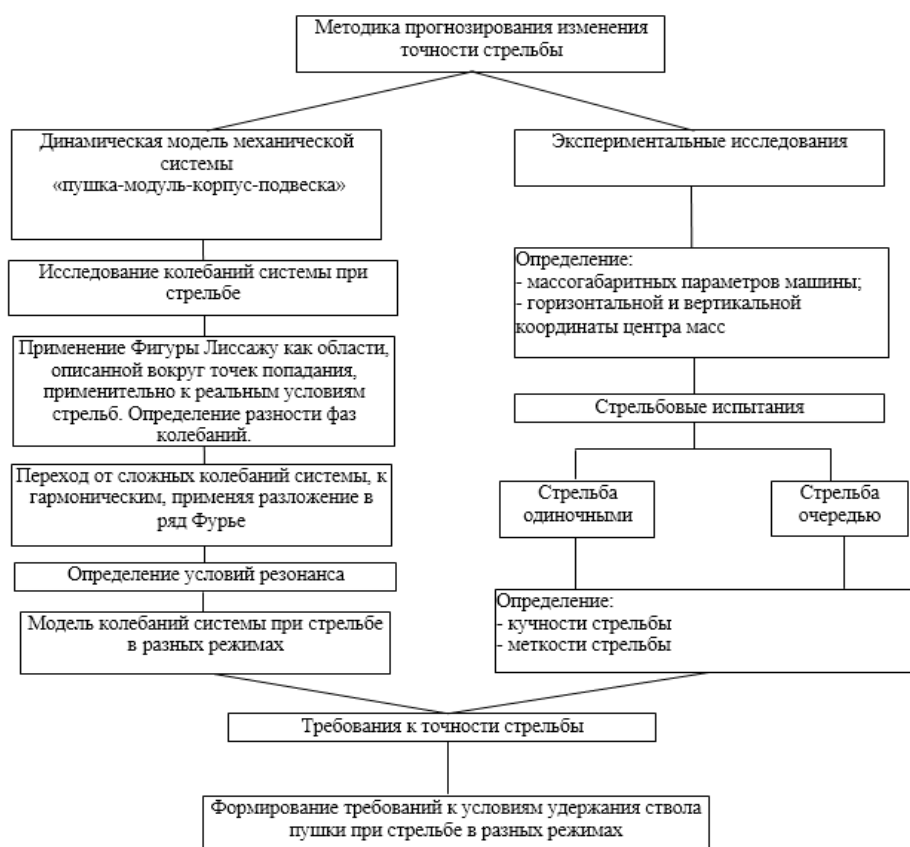 Методика прогнозирования изменения
точности стрельбы
Динамическая модель механической
системы
«пушка-модуль-корпус-подвеска»
Исследование колебаний системы при
стрельбе
Применение Фигуры Лиссажу как области,
описанной вокруг точек попадания,
применительно к реальным условиям
стрельб. Определение разности фаз
колебаний.
Переход от сложных колебаний системы, к
гармоническим, применяя разложение в
ряд Фурье
Определение условий резонанса
Модель колебаний системы при стрельбе
в разных режимах
Экспериментальные исследования
Определение:
- массогабаритных параметров машины;
- горизонтальной и вертикальной
координаты центра масс
Стрельбовые испытания
Стрельба
одиночными
Стрельба
очередью
Определение:
- кучности стрельбы
- меткости стрельбы
Требования к точности стрельбы
Формирование требований к условиям удержания ствола
пушки при стрельбе в разных режимах